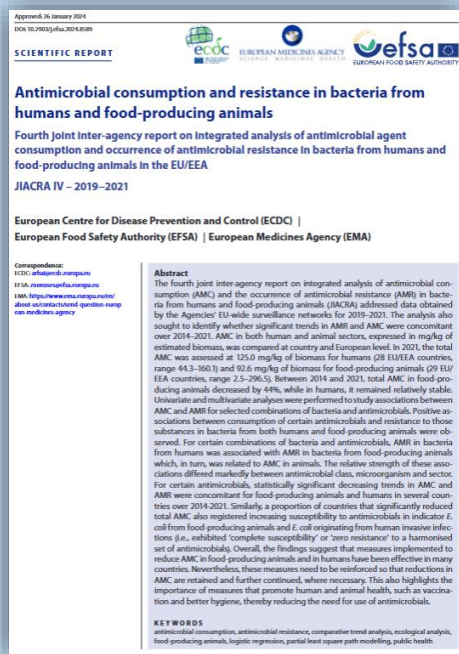 Approved: 26 January 2024
DOI: 10.2903/j.efsa.2024.8589
SCIENTIFIC REPORT
ecdc
EUROPEAN MEDICINES AGENCY
SCIENCE MEDICINES HEALTH
efsa
EUROPEAN FOOD SAFETY AUTHORITY
Antimicrobial consumption and resistance in bacteria from
humans and food-producing animals
Fourth joint inter-agency report on integrated analysis of antimicrobial agent
consumption and occurrence of antimicrobial resistance in bacteria from humans and
food-producing animals in the EU/EEA
JIACRA IV – 2019–2021
European Centre for Disease Prevention and Control (ECDC) |
European Food Safety Authority (EFSA) | European Medicines Agency (EMA)
Correspondence:
ECDC: arhai@ecdc.europa.eu
EFSA: zoonoses@efsa.europa.eu
EMA: https://www.ema.europa.eu/en/
about-us/contacts/send-question-europ
ean-medicines-agency
Abstract
The fourth joint inter-agency report on integrated analysis of antimicrobial con-
sumption (AMC) and the occurrence of antimicrobial resistance (AMR) in bacte-
ria from humans and food-producing animals (JIACRA) addressed data obtained
by the Agencies' EU-wide surveillance networks for 2019–2021. The analysis also
sought to identify whether significant trends in AMR and AMC were concomitant
over 2014–2021. AMC in both human and animal sectors, expressed in mg/kg of
estimated biomass, was compared at country and European level. In 2021, the total
AMC was assessed at 125.0 mg/kg of biomass for humans (28 EU/EEA countries,
range 44.3–160.1) and 92.6 mg/kg of biomass for food-producing animals (29 EU/
EEA countries, range 2.5–296.5). Between 2014 and 2021, total AMC in food-pro-
ducing animals decreased by 44%, while in humans, it remained relatively stable.
Univariate and multivariate analyses were performed to study associations between
AMC and AMR for selected combinations of bacteria and antimicrobials. Positive as-
sociations between consumption of certain antimicrobials and resistance to those
substances in bacteria from both humans and food-producing animals were ob-
served. For certain combinations of bacteria and antimicrobials, AMR in bacteria
from humans was associated with AMR in bacteria from food-producing animals
which, in turn, was related to AMC in animals. The relative strength of these asso-
ciations differed markedly between antimicrobial class, microorganism and sector.
For certain antimicrobials, statistically significant decreasing trends in AMC and
AMR were concomitant for food-producing animals and humans in several coun-
tries over 2014-2021. Similarly, a proportion of countries that significantly reduced
total AMC also registered increasing susceptibility to antimicrobials in indicator E.
coli from food-producing animals and E. coli originating from human invasive infec-
tions (i.e., exhibited 'complete susceptibility' or 'zero resistance' to a harmonised
set of antimicrobials). Overall, the findings suggest that measures implemented to
reduce AMC in food-producing animals and in humans have been effective in many
countries. Nevertheless, these measures need to be reinforced so that reductions in
AMC are retained and further continued, where necessary. This also highlights the
importance of measures that promote human and animal health, such as vaccina-
tion and better hygiene, thereby reducing the need for use of antimicrobials.
KEYWORDS
antimicrobial consumption, antimicrobial resistance, comparative trend analysis, ecological analysis,
food-producing animals, logistic regression, partial least square path modelling, public health